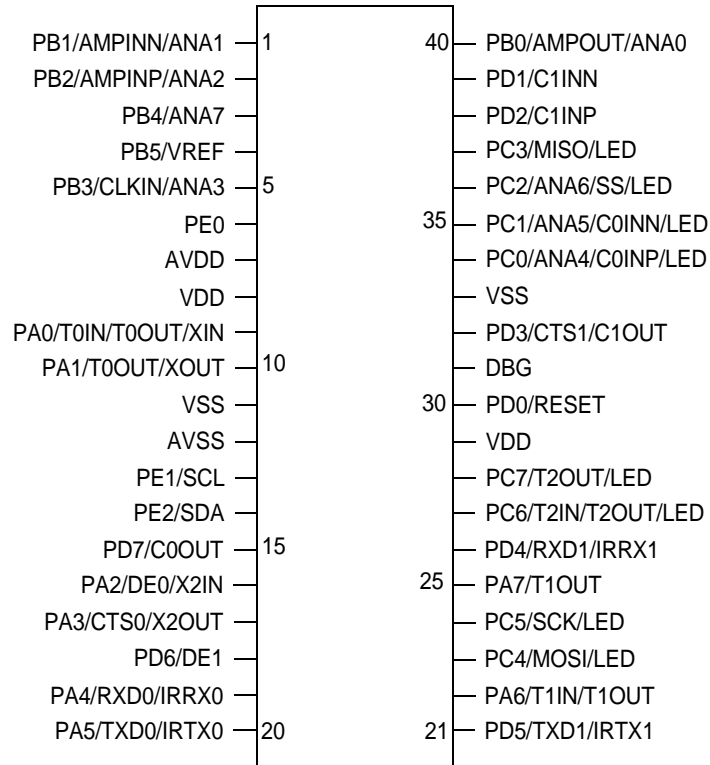 PB1/AMPINN/ANA1 1 40 PB0/AMPOUT/ANA0
PB2/AMPINP/ANA2 PD1/C1INN
PB4/ANA7 PD2/C1INP
PB5/VREF PC3/MISO/LED
PB3/CLKIN/ANA3 5 PC2/ANA6/SS/LED
PE0 35 PC1/ANA5/C0INN/LED
AVDD PC0/ANA4/C0INP/LED
VDD VSS
PA0/T0IN/T0OUT/XIN PD3/CTS1/C1OUT
PA1/T0OUT/XOUT 10 DBG
VSS 30 PD0/RESET
AVSS VDD
PE1/SCL PC7/T2OUT/LED
PE2/SDA PC6/T2IN/T2OUT/LED
PD7/C0OUT 15 PD4/RXD1/IRRX1
PA2/DE0/X2IN 25 PA7/T1OUT
PA3/CTS0/X2OUT PC5/SCK/LED
PD6/DE1 PC4/MOSI/LED
PA4/RXD0/IRRX0 PA6/T1IN/T1OUT
PA5/TXD0/IRTX0 20 21 PD5/TXD1/IRTX1